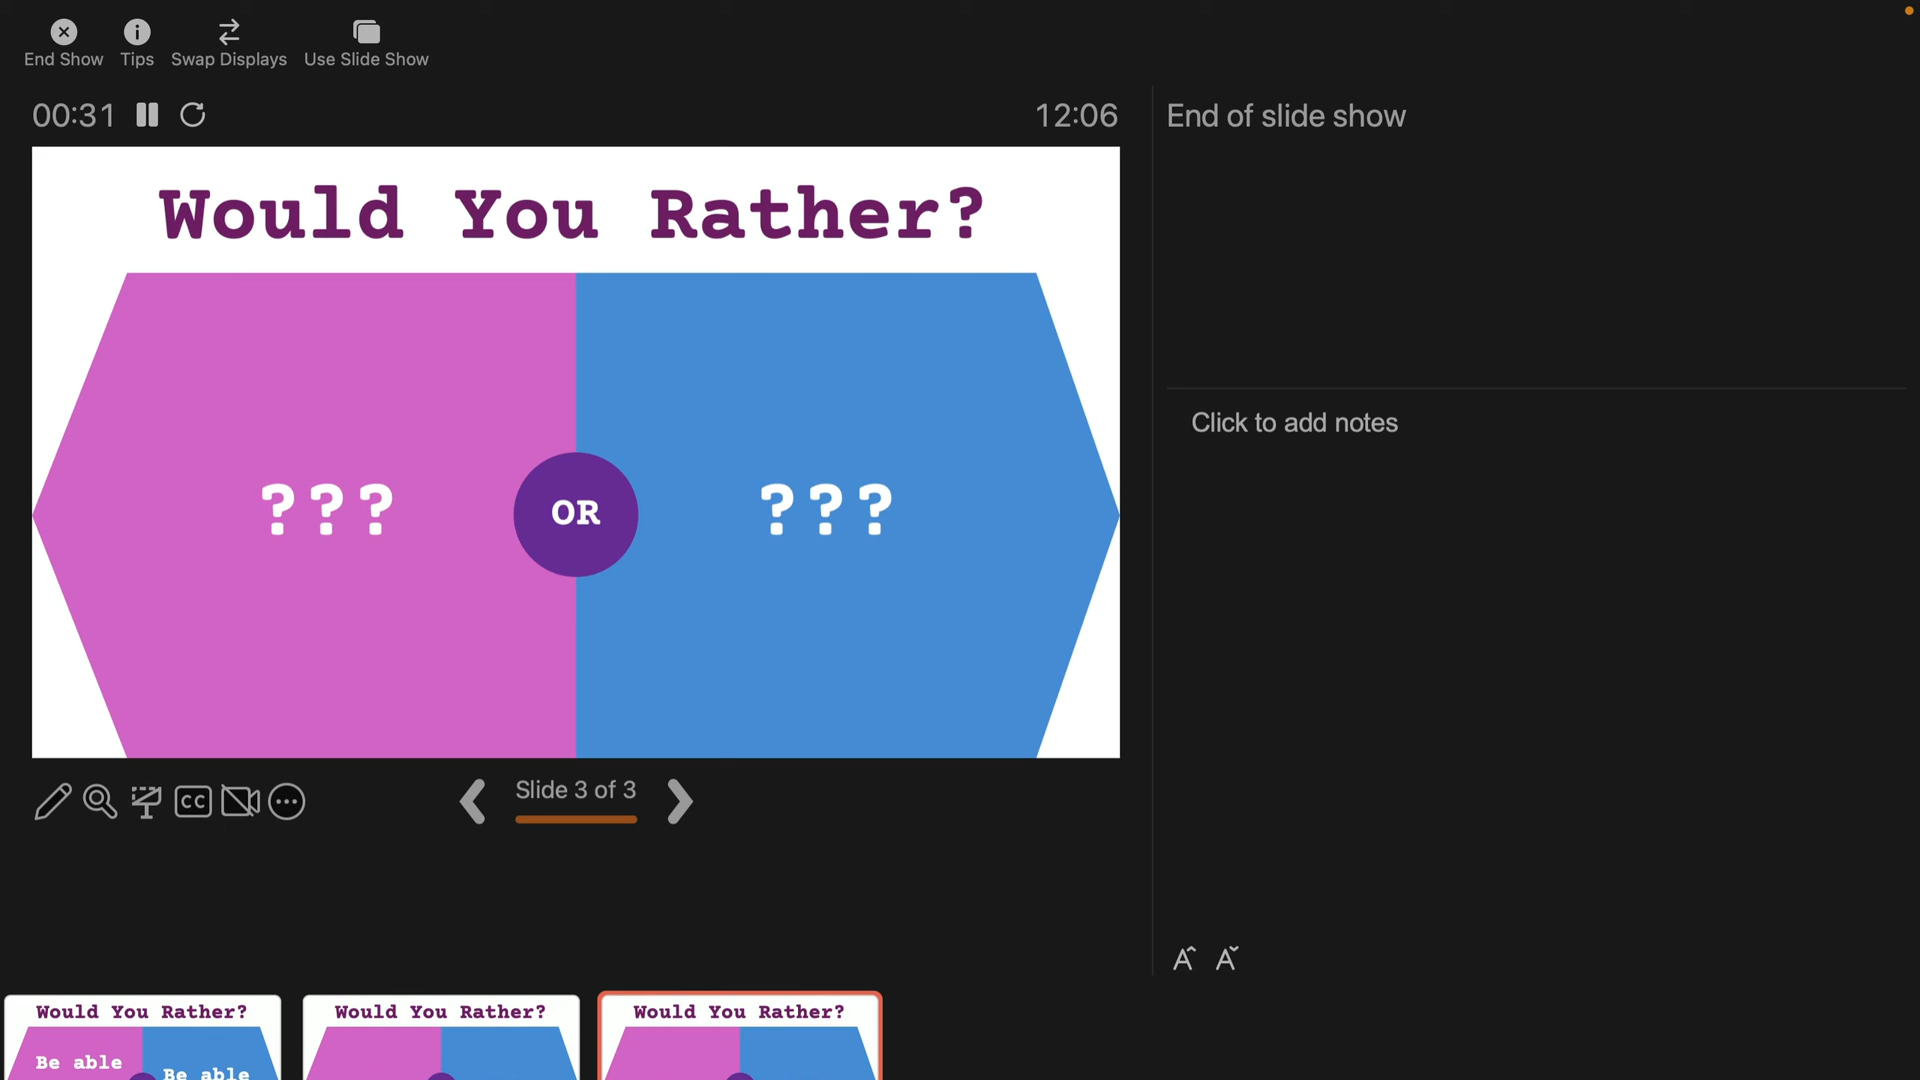 End Show
Tips
Swap Displays
Use Slide Show
00:31
12:06
End of slide show
Would You Rather?
???
OR
???
Click to add notes
CC
Slide 3 of 3
A A
Would You Rather?
Be able
Be able
Would You Rather?
Would You Rather?